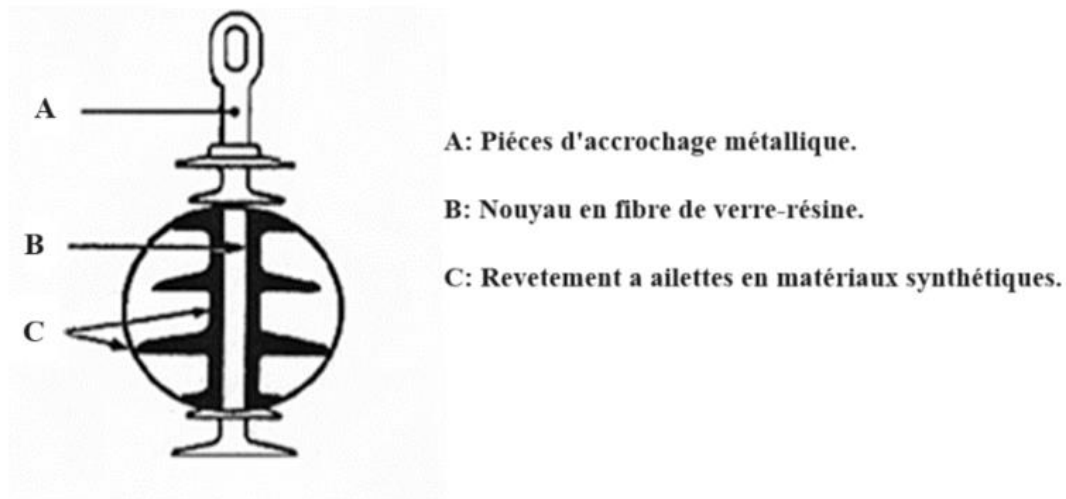 A
B
C
A: Piéces d'accrochage métallique.
B: Nouyau en fibre de verre-résine.
C: Revetement a ailettes en matériaux synthétiques.